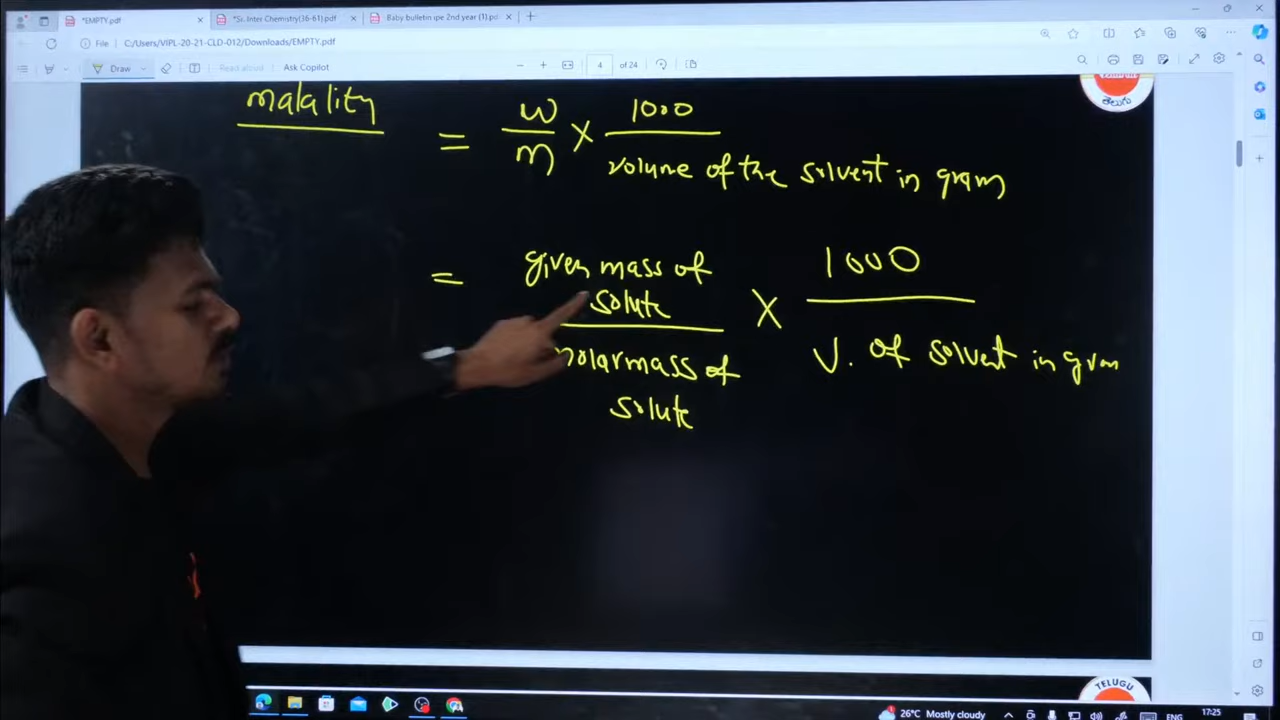 *EMPTY.pdf
*Sr. Inter Chemistry(36-61).pdf
Baby bulletin ipe 2nd year (1).pdf
File C:/Users/VIPL-20-21-CLD-012/Downloads/EMPTY.pdf
Draw Read aloud Ask Copilot
4 of 24
malality = w/m × 1000/volume of the solvent in gram
= given mass of solute/molarmass of solute × 1000/V. of solvent in gram
తెలుగు
TELUGU
26°C Mostly cloudy
ENG
17:25